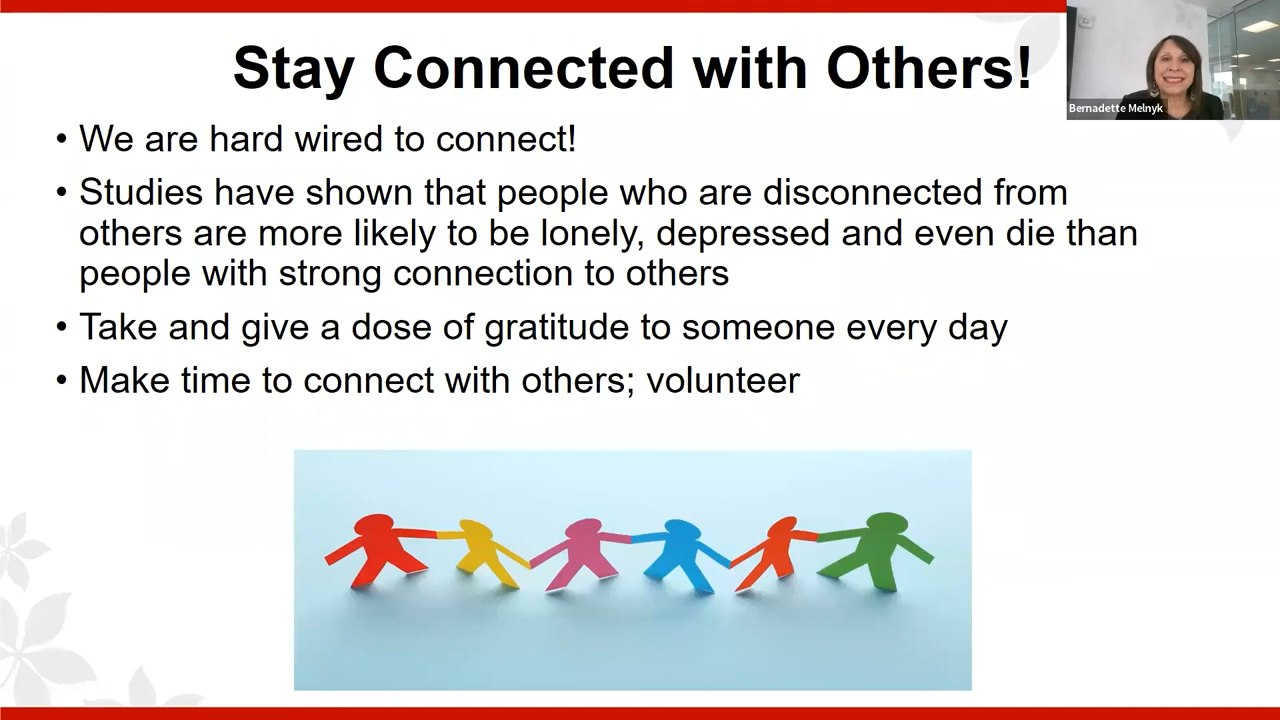 Stay Connected with Others!
Bernadette Melnyk
• We are hard wired to connect!
• Studies have shown that people who are disconnected from
others are more likely to be lonely, depressed and even die than
people with strong connection to others
• Take and give a dose of gratitude to someone every day
• Make time to connect with others; volunteer